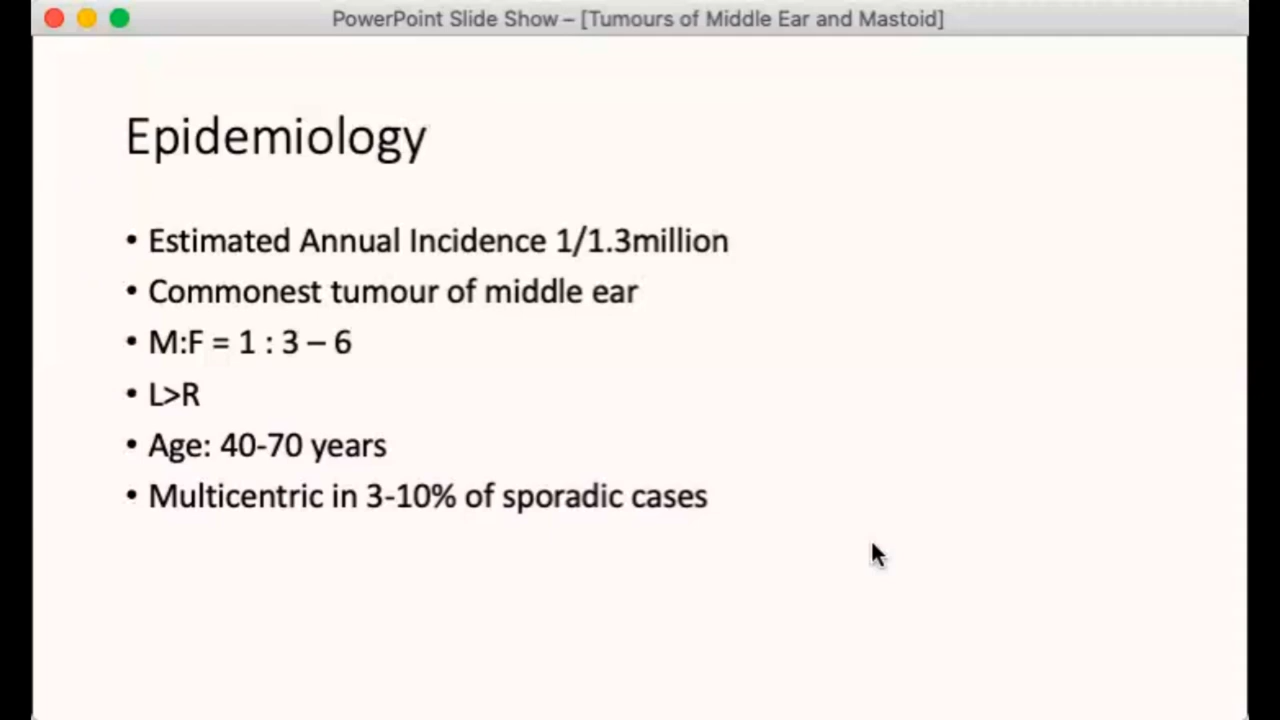 PowerPoint Slide Show – [Tumours of Middle Ear and Mastoid]
Epidemiology
• Estimated Annual Incidence 1/1.3million
• Commonest tumour of middle ear
• M:F = 1 : 3 – 6
• L>R
• Age: 40-70 years
• Multicentric in 3-10% of sporadic cases